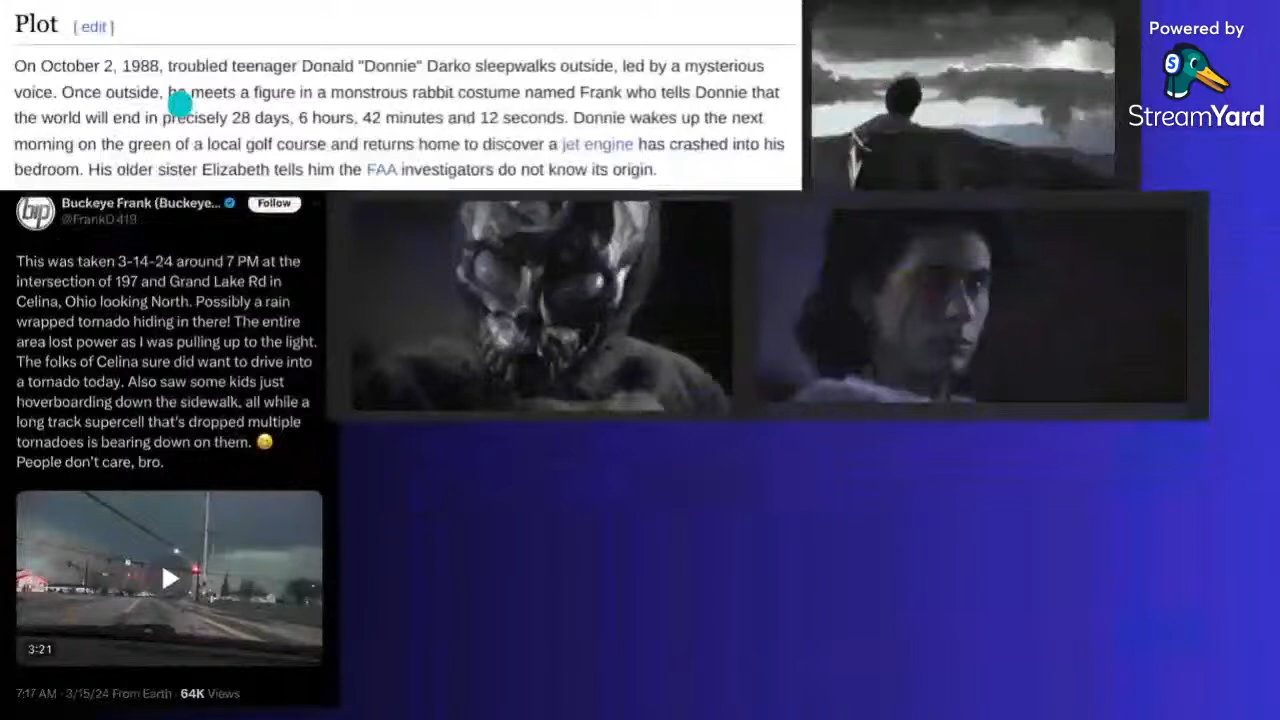 Plot [ edit ]
On October 2, 1988, troubled teenager Donald "Donnie" Darko sleepwalks outside, led by a mysterious
voice. Once outside, he meets a figure in a monstrous rabbit costume named Frank who tells Donnie that
the world will end in precisely 28 days, 6 hours, 42 minutes and 12 seconds. Donnie wakes up the next
morning on the green of a local golf course and returns home to discover a jet engine has crashed into his
bedroom. His older sister Elizabeth tells him the FAA investigators do not know its origin.
Powered by
StreamYard
Buckeye Frank (Buckeye...
Follow
@FrankD419
This was taken 3-14-24 around 7 PM at the
intersection of 197 and Grand Lake Rd in
Celina, Ohio looking North. Possibly a rain
wrapped tornado hiding in there! The entire
area lost power as I was pulling up to the light.
The folks of Celina sure did want to drive into
a tornado today. Also saw some kids just
hoverboarding down the sidewalk, all while a
long track supercell that's dropped multiple
tornadoes is bearing down on them. 😑
People don't care, bro.
3:21
7:17 AM · 3/15/24 From Earth · 64K Views